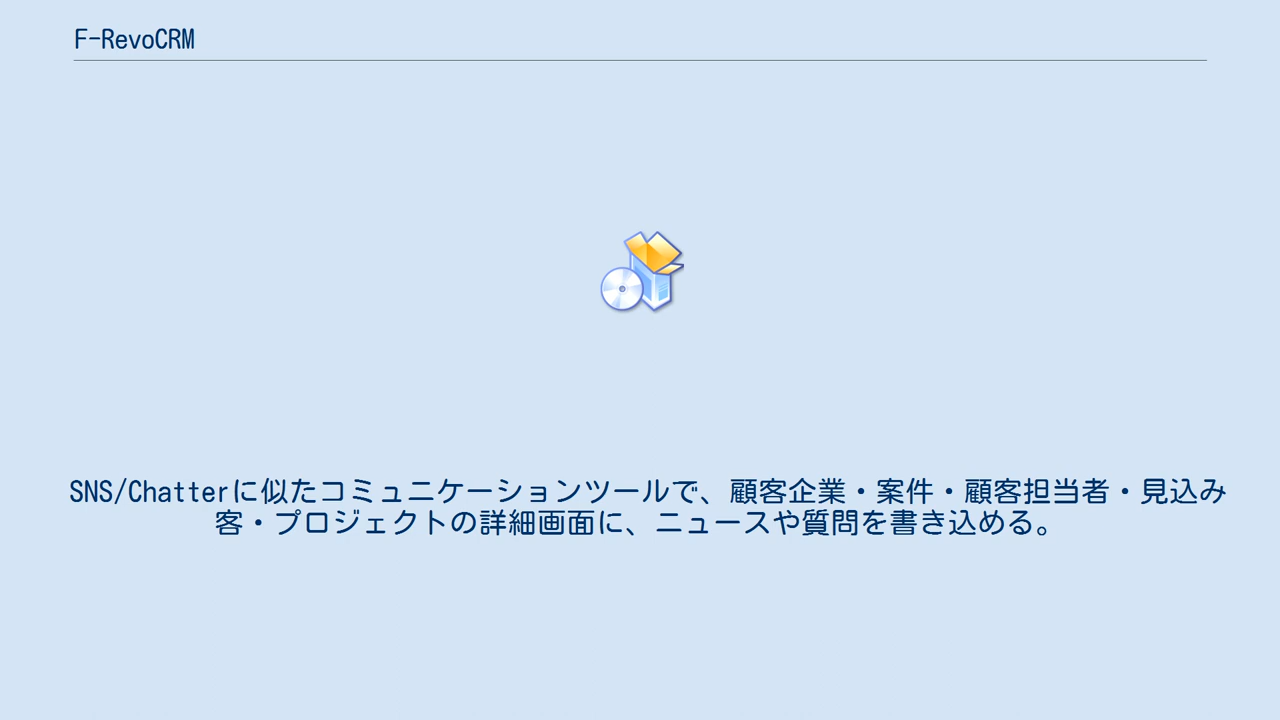 F-RevoCRM
SNS/Chatterに似たコミュニケーションツールで、顧客企業・案件・顧客担当者・見込み
客・プロジェクトの詳細画面に、ニュースや質問を書き込める。